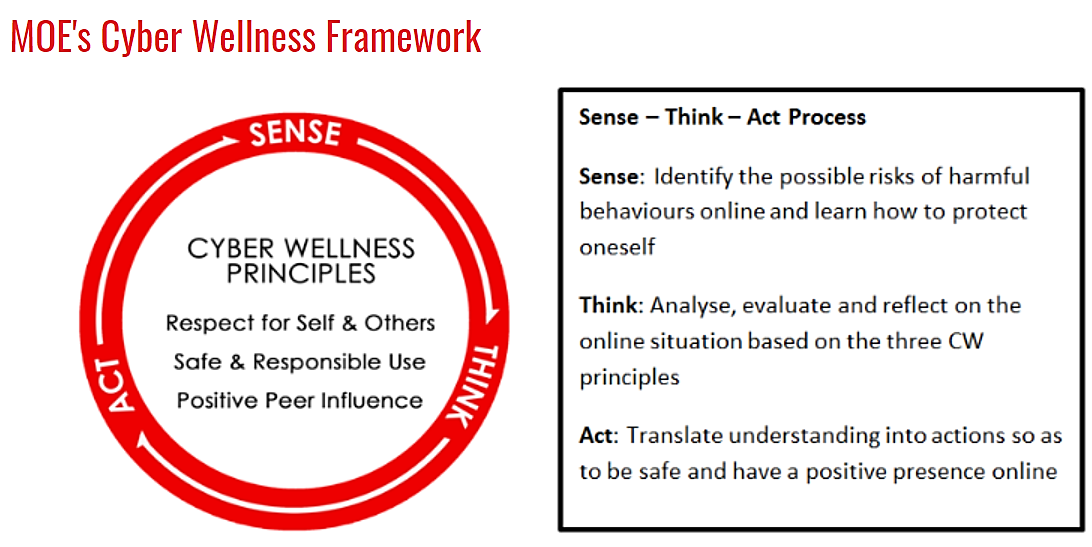 MOE's Cyber Wellness Framework
SENSE
THINK
ACT
CYBER WELLNESS
PRINCIPLES
Respect for Self & Others
Safe & Responsible Use
Positive Peer Influence
Sense – Think – Act Process
Sense: Identify the possible risks of harmful
behaviours online and learn how to protect
oneself
Think: Analyse, evaluate and reflect on the
online situation based on the three CW
principles
Act: Translate understanding into actions so as
to be safe and have a positive presence online